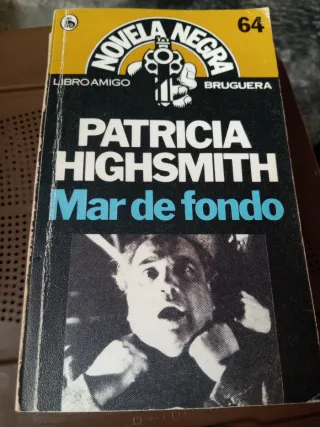 NOVELA NEGRA
64
LIBRO AMIGO
BRUGUERA
PATRICIA
HIGHSMITH
Mar de fondo